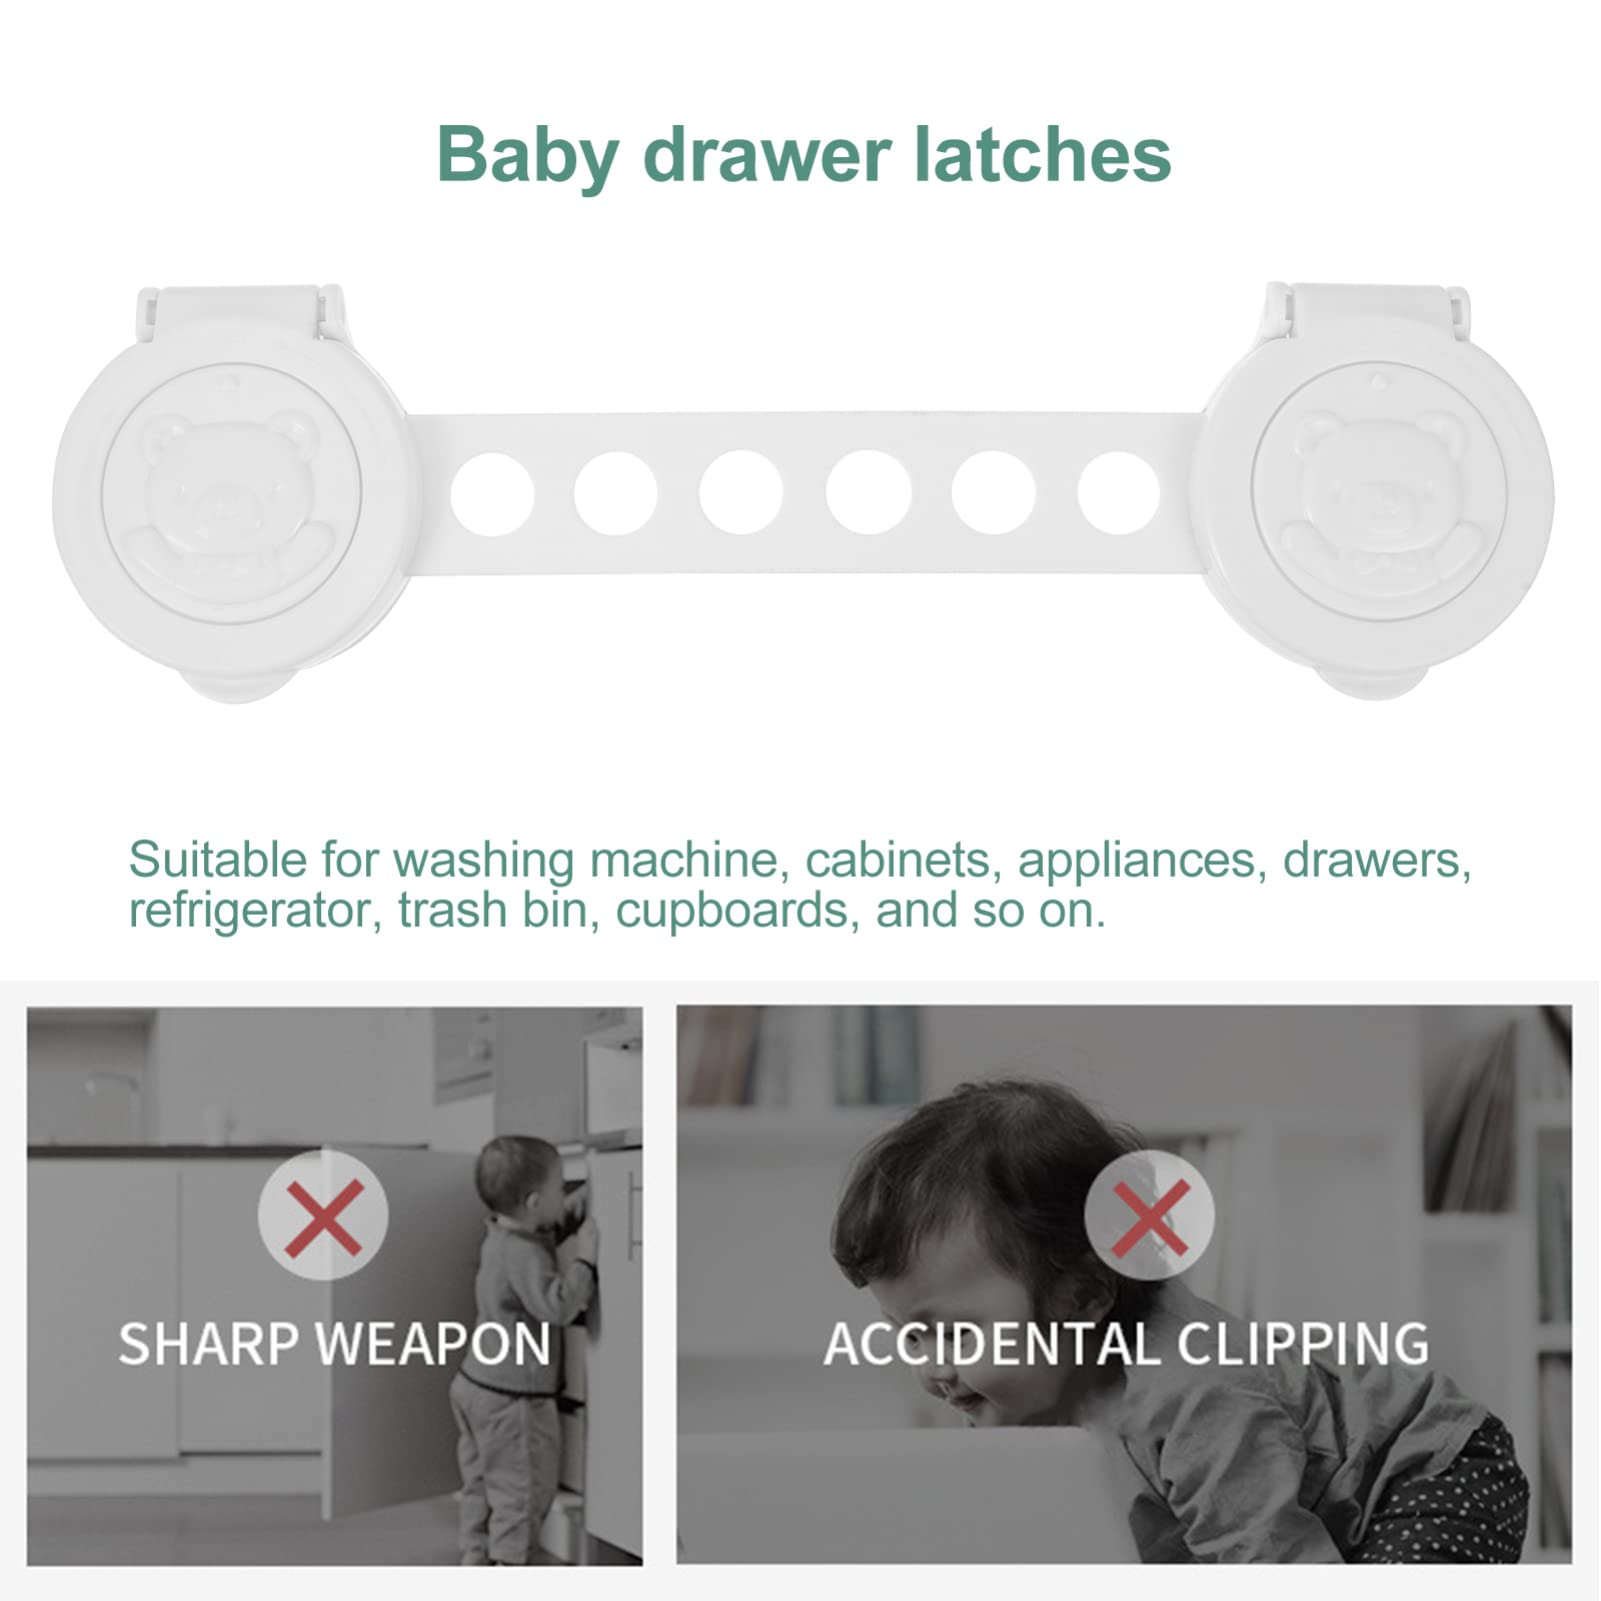 Baby drawer latches
Suitable for washing machine, cabinets, appliances, drawers,
refrigerator, trash bin, cupboards, and so on.
SHARP WEAPON
ACCIDENTAL CLIPPING